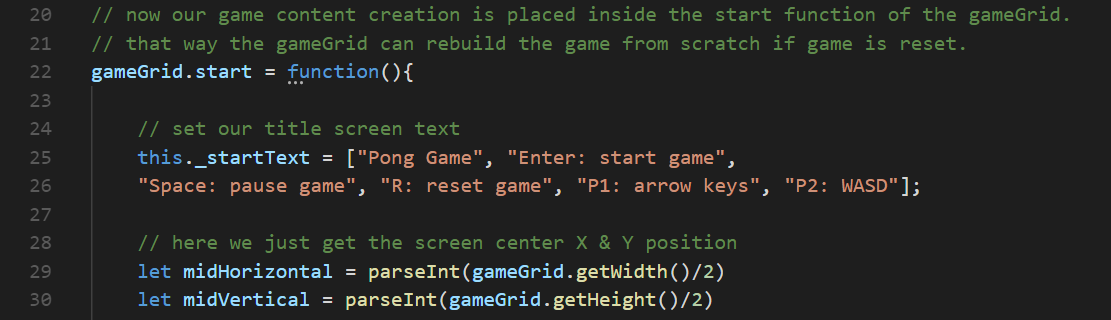 20 // now our game content creation is placed inside the start function of the gameGrid.
21 // that way the gameGrid can rebuild the game from scratch if game is reset.
22 gameGrid.start = function(){
23
24 // set our title screen text
25 this._startText = ["Pong Game", "Enter: start game",
26 "Space: pause game", "R: reset game", "P1: arrow keys", "P2: WASD"];
27
28 // here we just get the screen center X & Y position
29 let midHorizontal = parseInt(gameGrid.getWidth()/2)
30 let midVertical = parseInt(gameGrid.getHeight()/2)